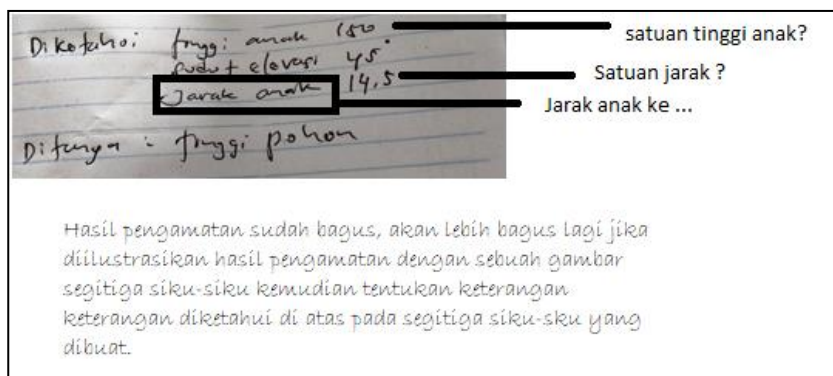 Diketahui tinggi anak 150
satuan tinggi anak?
sudut elevasi 45°
Jarak anak 14,5
Satuan jarak ?
Jarak anak ke ...
Ditanya : tinggi pohon
Hasil pengamatan sudah bagus, akan lebih bagus lagi jika
diilustrasikan hasil pengamatan dengan sebuah gambar
segitiga siku-siku kemudian tentukan keterangan
keterangan diketahui di atas pada segitiga siku-sku yang
dibuat.